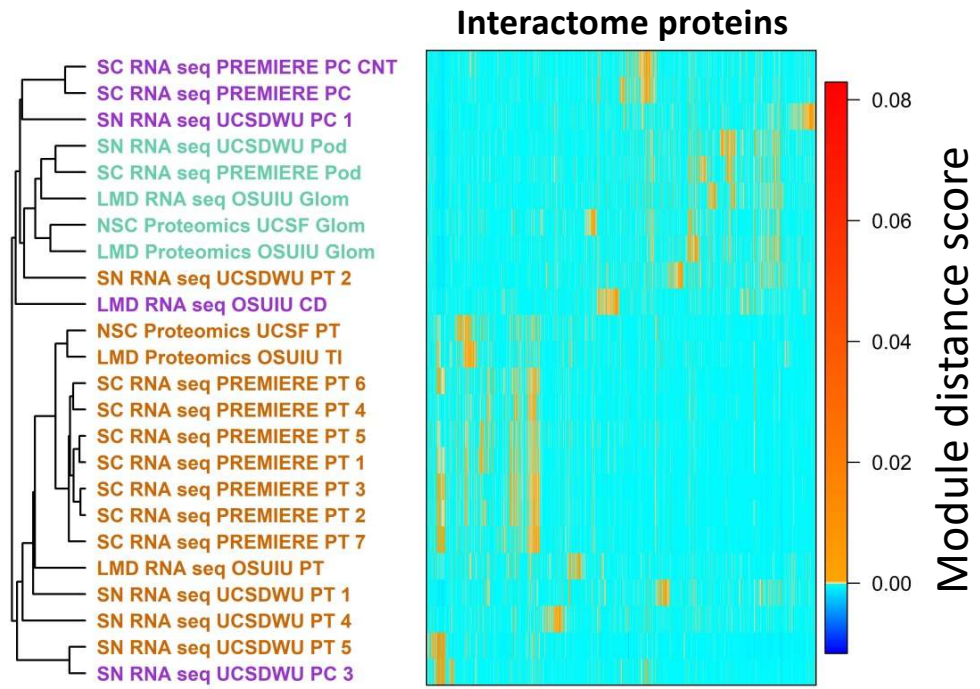 Interactome proteins
SC RNA seq PREMIERE PC CNT
SC RNA seq PREMIERE PC
SN RNA seq UCSDWU PC 1
SN RNA seq UCSDWU Pod
SC RNA seq PREMIERE Pod
LMD RNA seq OSUIU Glom
NSC Proteomics UCSF Glom
LMD Proteomics OSUIU Glom
SN RNA seq UCSDWU PT 2
LMD RNA seq OSUIU CD
NSC Proteomics UCSF PT
LMD Proteomics OSUIU TI
SC RNA seq PREMIERE PT 6
SC RNA seq PREMIERE PT 4
SC RNA seq PREMIERE PT 5
SC RNA seq PREMIERE PT 1
SC RNA seq PREMIERE PT 3
SC RNA seq PREMIERE PT 2
SC RNA seq PREMIERE PT 7
LMD RNA seq OSUIU PT
SN RNA seq UCSDWU PT 1
SN RNA seq UCSDWU PT 4
SN RNA seq UCSDWU PT 5
SN RNA seq UCSDWU PC 3
0.08
0.06
0.04
0.02
0.00
Module distance score